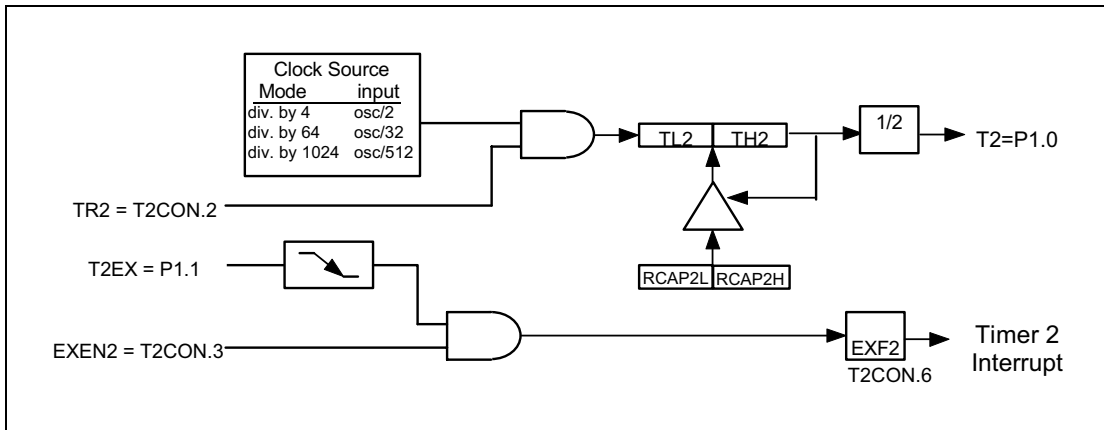 Clock Source
Mode input
div. by 4 osc/2
div. by 64 osc/32
div. by 1024 osc/512
TL2 TH2
1/2
T2=P1.0
TR2 = T2CON.2
T2EX = P1.1
RCAP2L RCAP2H
EXEN2 = T2CON.3
EXF2
T2CON.6
Timer 2
Interrupt